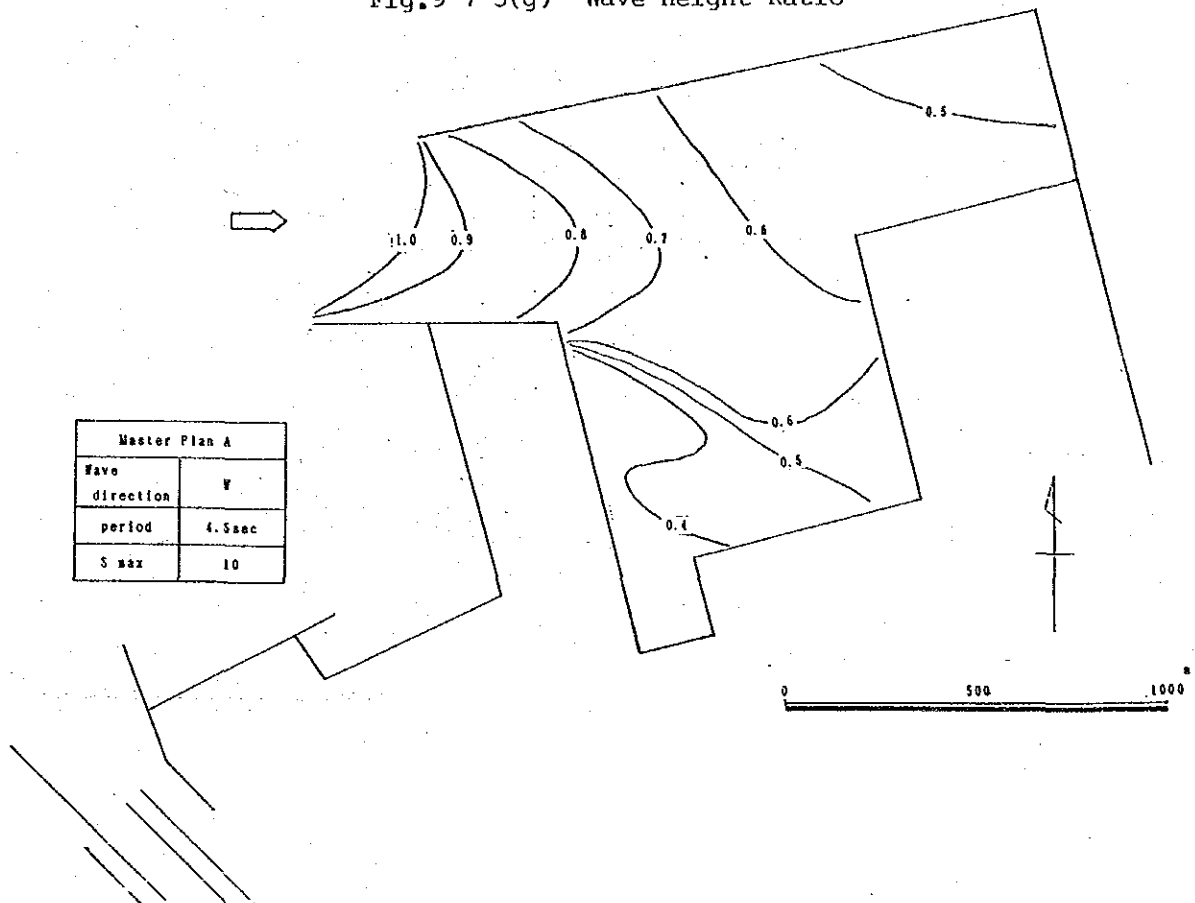 Fig.9-7-3(g) Wave Height Ratio
0.5
1.0 0.9 0.8 0.7 0.6
0.6
0.5
0.4
Master Plan A
Wave direction W
period 4.5sec
S max 10
m
0 500 1000